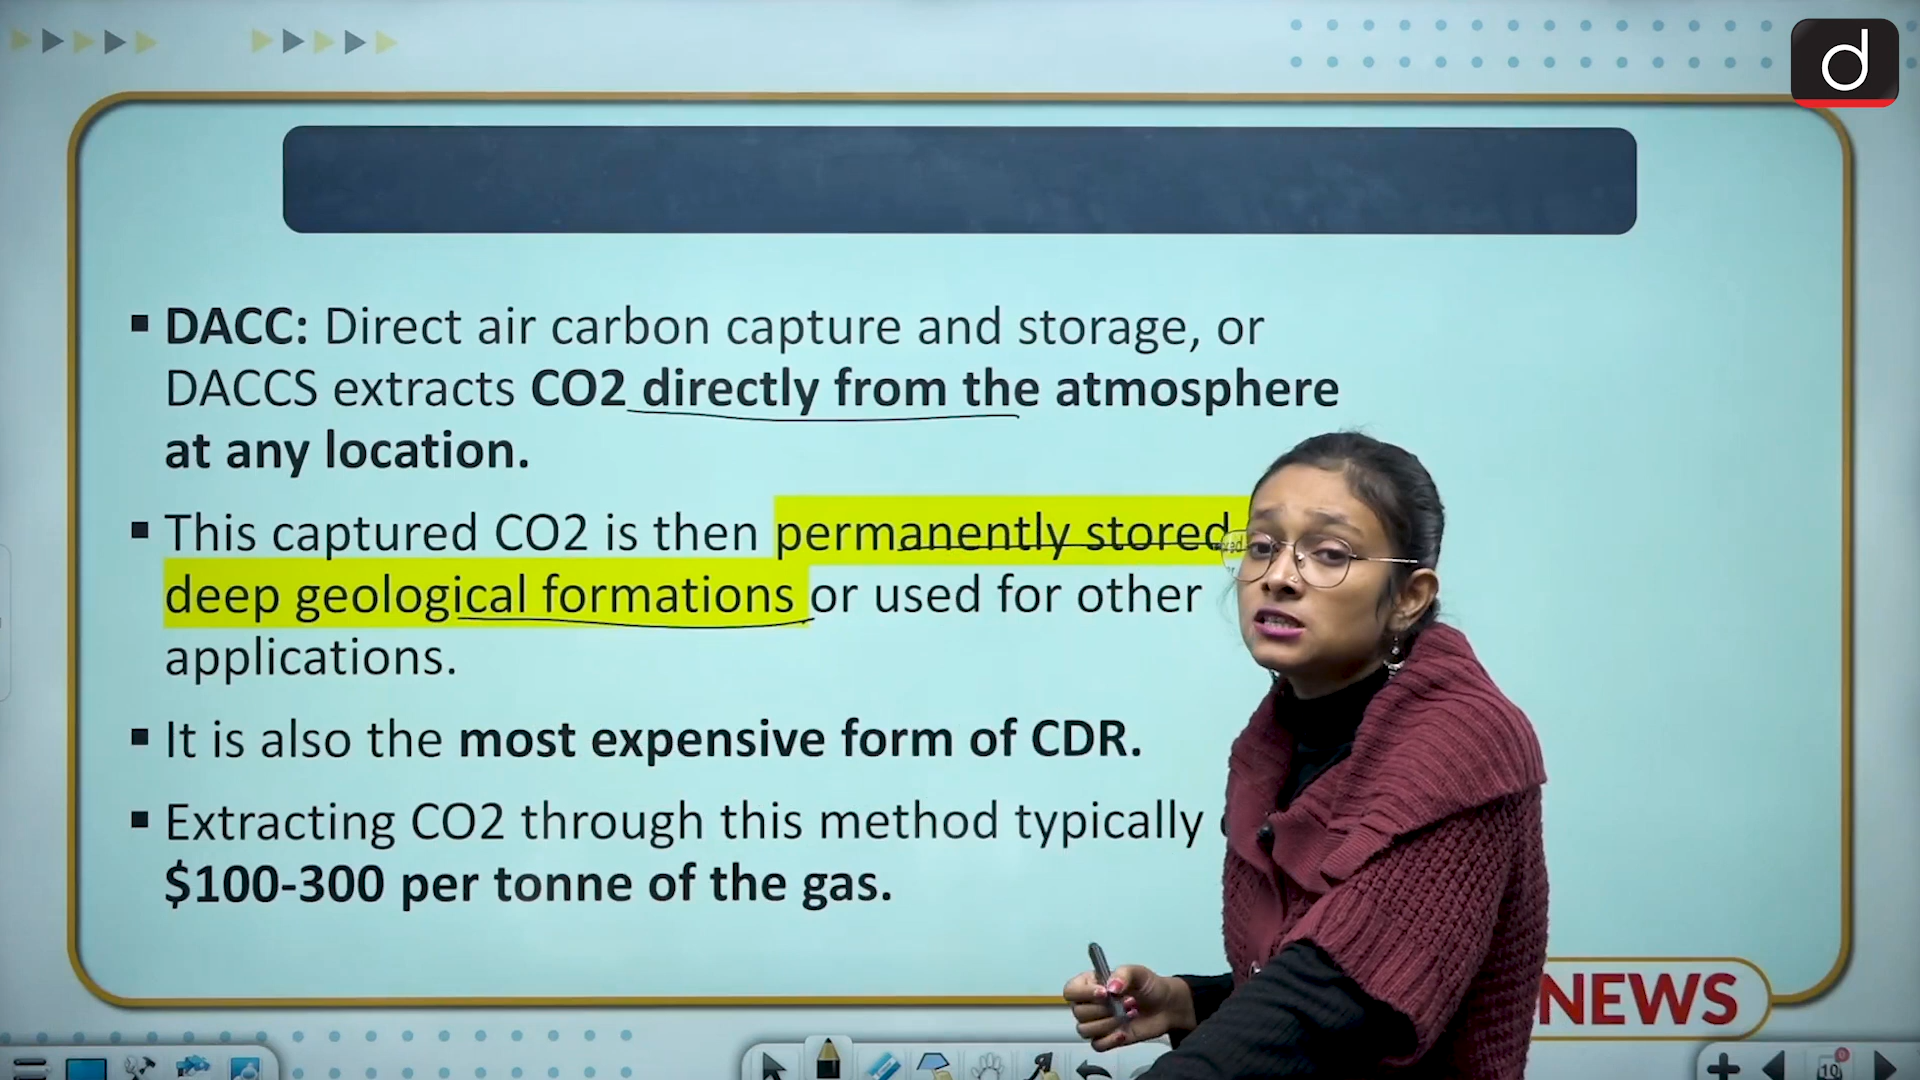 d
DACC: Direct air carbon capture and storage, or
DACCS extracts CO2 directly from the atmosphere
at any location.
This captured CO2 is then permanently stored
deep geological formations or used for other
applications.
It is also the most expensive form of CDR.
Extracting CO2 through this method typically
$100-300 per tonne of the gas.
NEWS
10